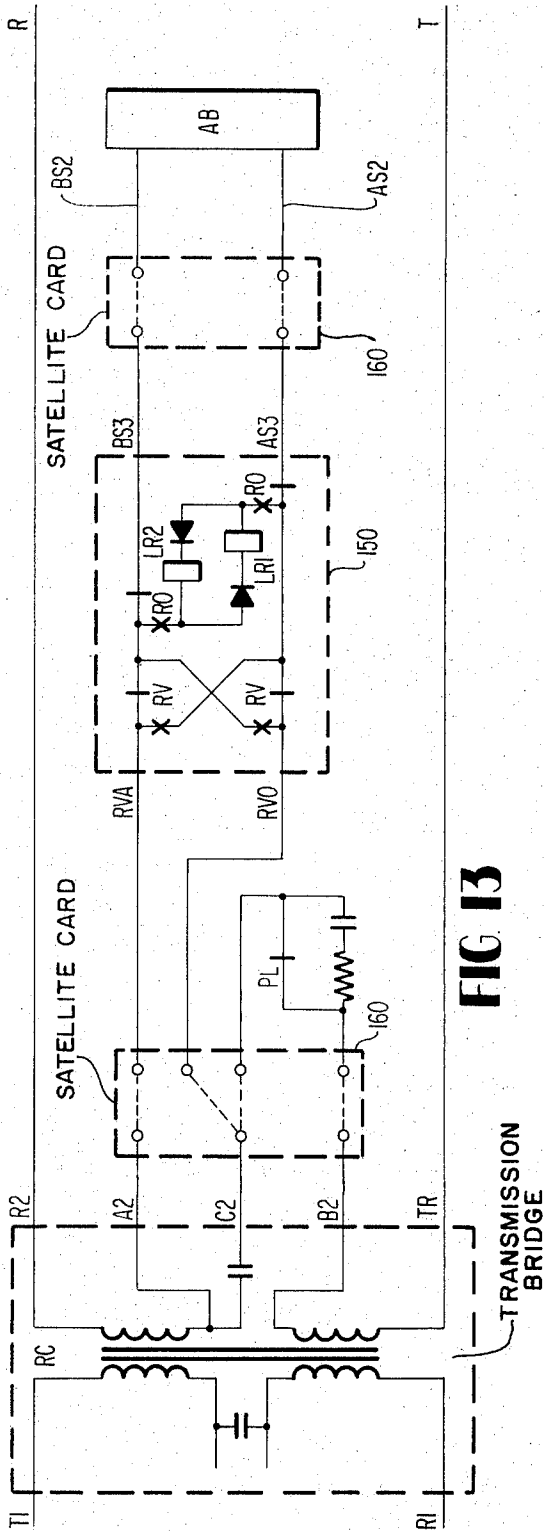 R
T
AB
BS2
AS2
SATELLITE CARD
160
BS3
AS3
RO
LR2
RO
LR1
150
RV
RV
RVA
RVO
SATELLITE CARD
PL
160
R2
A2
C2
B2
TR
RC
TRANSMISSION
BRIDGE
T1
R1
FIG 13